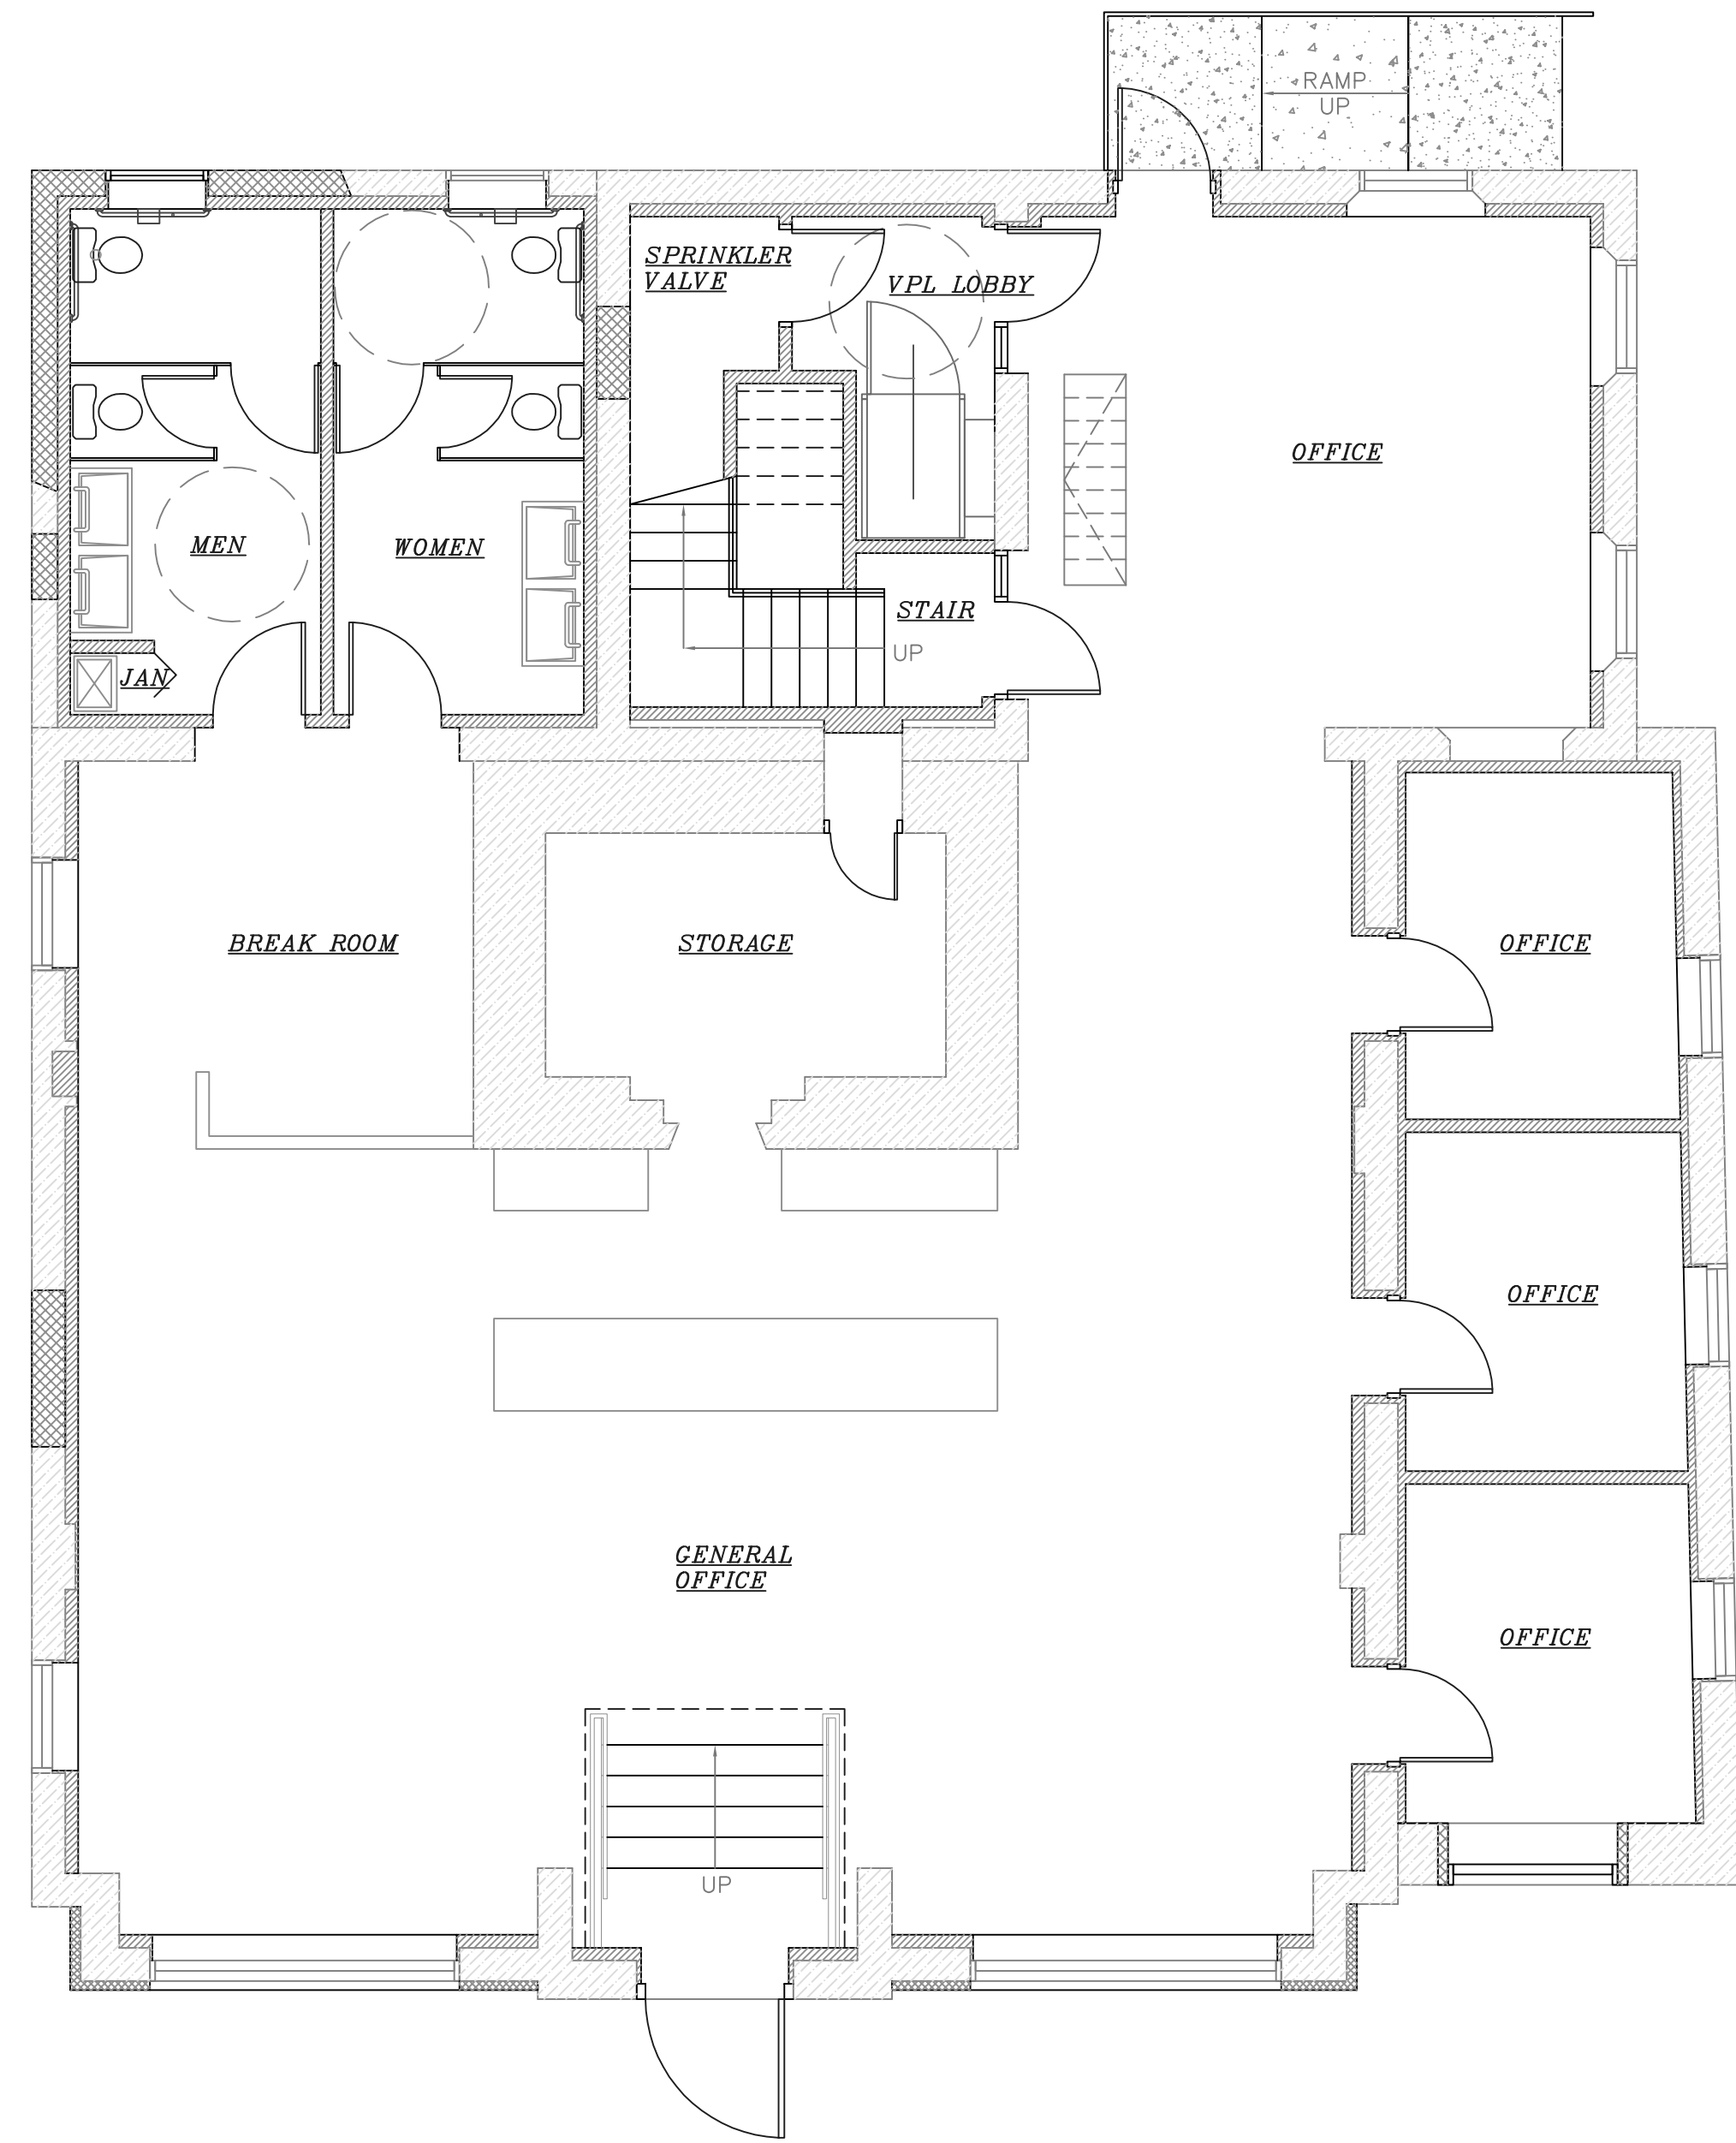 RAMP
UP
SPRINKLER
VALVE
VPL LOBBY
OFFICE
MEN
WOMEN
STAIR
UP
JAN
BREAK ROOM
STORAGE
OFFICE
OFFICE
GENERAL
OFFICE
OFFICE
UP